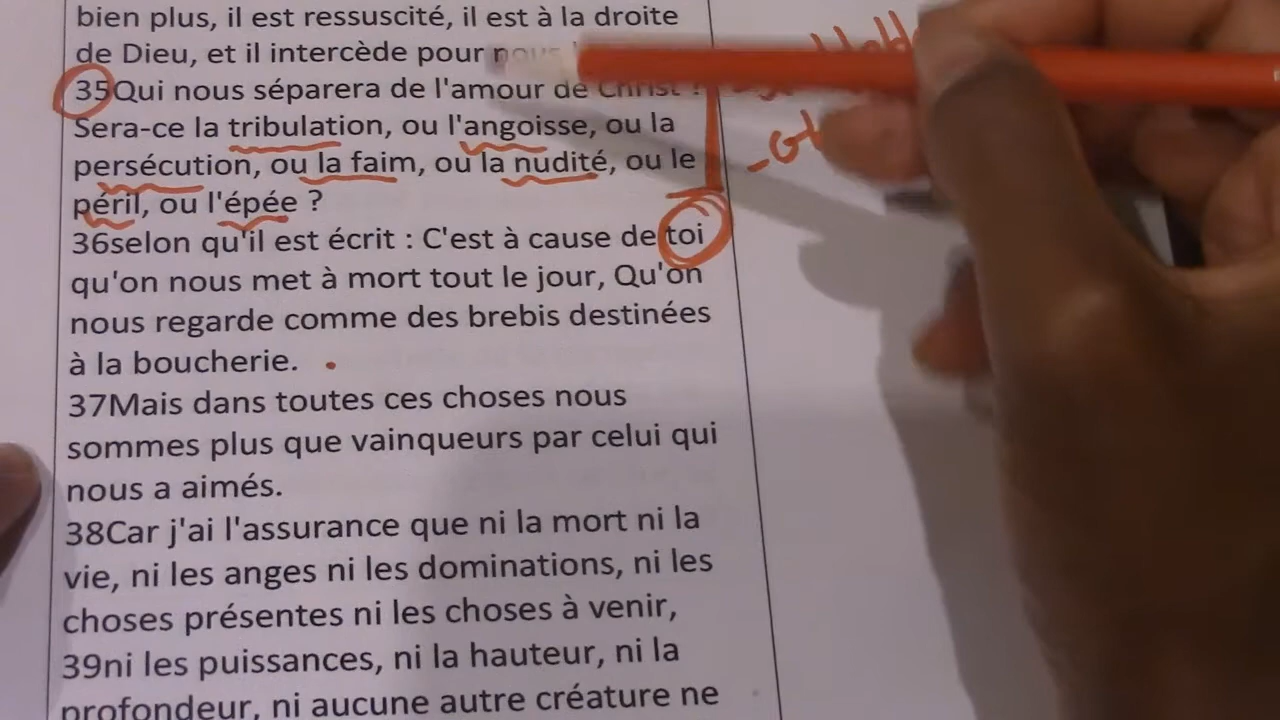 bien plus, il est ressuscité, il est à la droite
de Dieu, et il intercède pour nous
35Qui nous séparera de l'amour de Christ ?
Sera-ce la tribulation, ou l'angoisse, ou la
persécution, ou la faim, ou la nudité, ou le
péril, ou l'épée ?
36selon qu'il est écrit : C'est à cause de toi
qu'on nous met à mort tout le jour, Qu'on
nous regarde comme des brebis destinées
à la boucherie.
37Mais dans toutes ces choses nous
sommes plus que vainqueurs par celui qui
nous a aimés.
38Car j'ai l'assurance que ni la mort ni la
vie, ni les anges ni les dominations, ni les
choses présentes ni les choses à venir,
39ni les puissances, ni la hauteur, ni la
profondeur, ni aucune autre créature ne